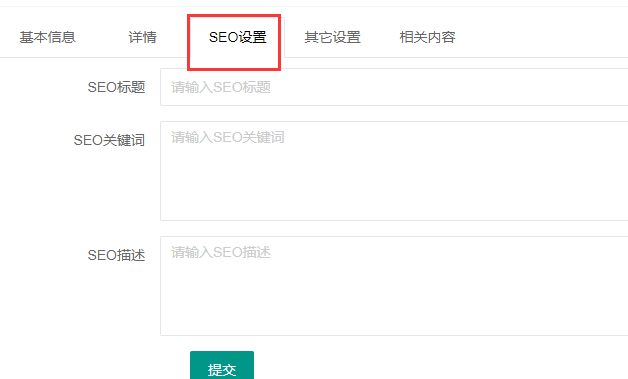 基本信息 详情 SEO设置 其它设置 相关内容
SEO标题 请输入SEO标题
SEO关键词 请输入SEO关键词
SEO描述 请输入SEO描述
提交